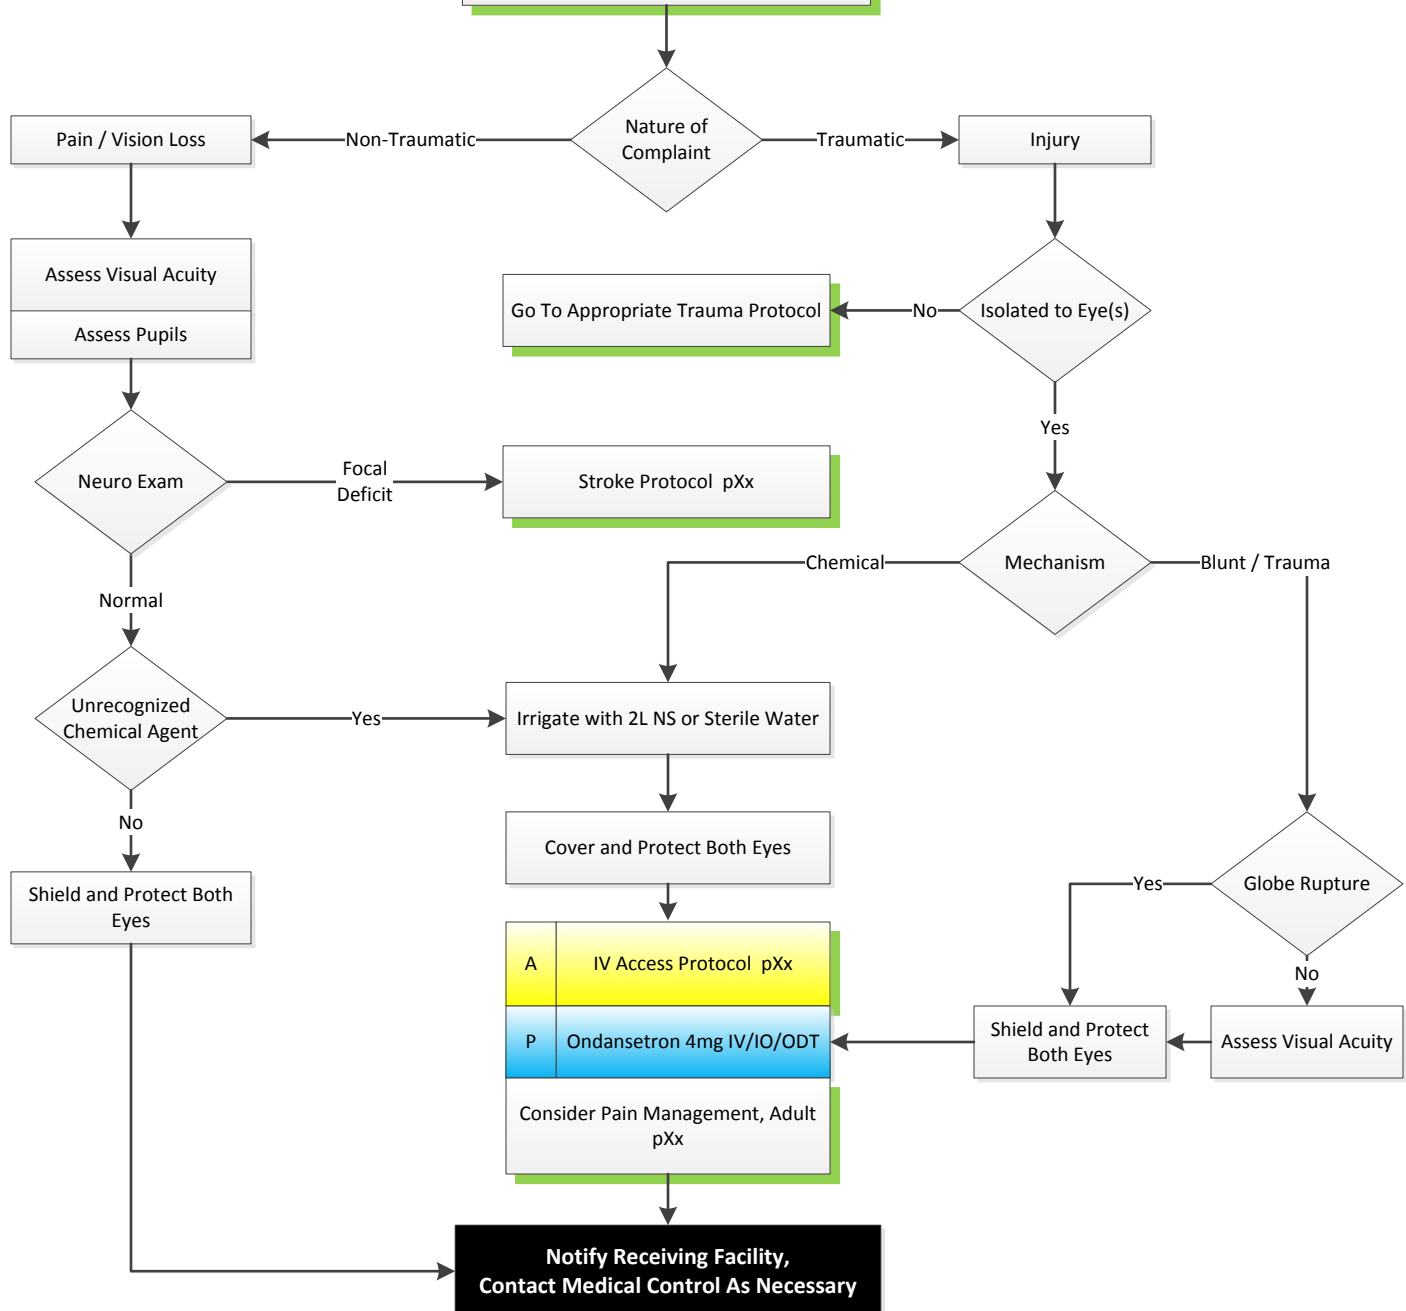 Nature of
Complaint
Non-Traumatic
Traumatic
Pain / Vision Loss
Injury
Assess Visual Acuity
Assess Pupils
Go To Appropriate Trauma Protocol
No
Isolated to Eye(s)
Yes
Neuro Exam
Focal
Deficit
Stroke Protocol  pXx
Chemical
Mechanism
Blunt / Trauma
Normal
Unrecognized
Chemical Agent
Yes
Irrigate with 2L NS or Sterile Water
No
Cover and Protect Both Eyes
Shield and Protect Both
Eyes
Yes
Globe Rupture
A
IV Access Protocol  pXx
No
P
Ondansetron 4mg IV/IO/ODT
Shield and Protect
Both Eyes
Assess Visual Acuity
Consider Pain Management, Adult
pXx
Notify Receiving Facility,
Contact Medical Control As Necessary